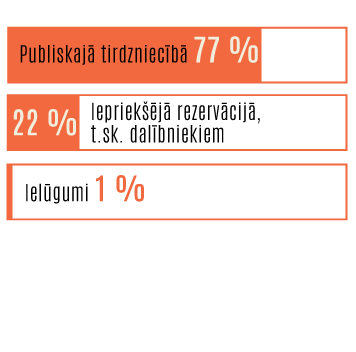 Publiskajā tirdzniecībā 77 %
22 % Iepriekšējā rezervācijā,
t.sk. dalībniekiem
Ielūgumi 1 %